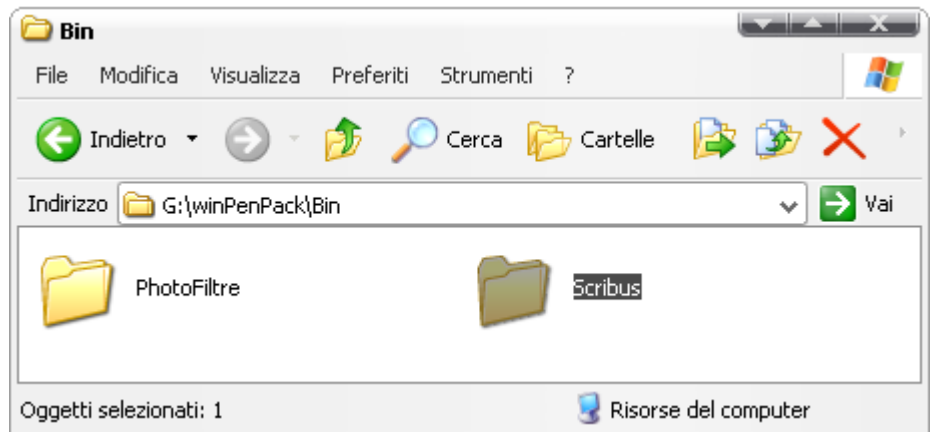 Bin
File Modifica Visualizza Preferiti Strumenti ?
Indietro Cerca Cartelle
Indirizzo G:\winPenPack\Bin Vai
PhotoFiltre Scribus
Oggetti selezionati: 1 Risorse del computer